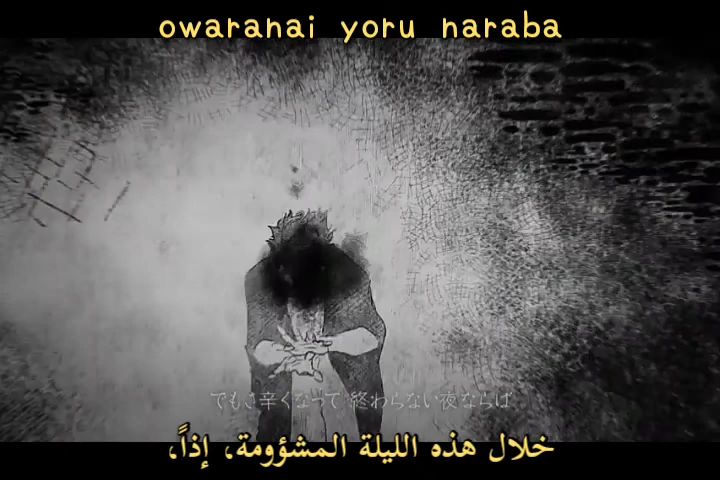 owaranai yoru naraba
でもさ辛くなって 終わらない夜ならば
خلال هذه الليلة المشؤومة، إذاً،